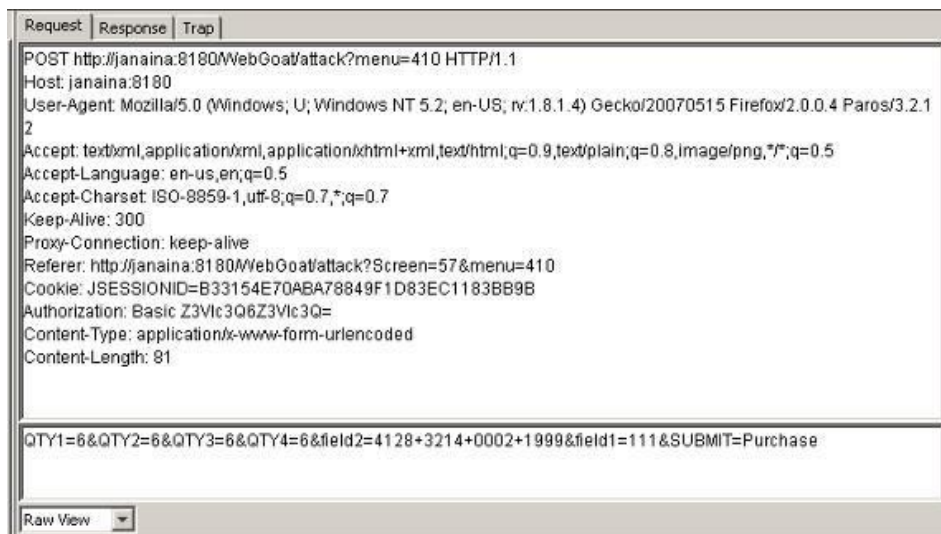 Request Response Trap
POST http://janaina:8180/WebGoat/attack?menu=410 HTTP/1.1
Host: janaina:8180
User-Agent: Mozilla/5.0 (Windows; U; Windows NT 5.2; en-US; rv:1.8.1.4) Gecko/20070515 Firefox/2.0.0.4 Paros/3.2.1
2
Accept: text/xml,application/xml,application/xhtml+xml,text/html;q=0.9,text/plain;q=0.8,image/png,*/*;q=0.5
Accept-Language: en-us,en;q=0.5
Accept-Charset: ISO-8859-1,utf-8;q=0.7,*;q=0.7
Keep-Alive: 300
Proxy-Connection: keep-alive
Referer: http://janaina:8180/WebGoat/attack?Screen=57&menu=410
Cookie: JSESSIONID=B33154E70ABA78849F1D83EC1183BB9B
Authorization: Basic Z3Vlc3Q6Z3Vlc3Q=
Content-Type: application/x-www-form-urlencoded
Content-Length: 81
QTY1=6&QTY2=6&QTY3=6&QTY4=6&field2=4128+3214+0002+1999&field1=111&SUBMIT=Purchase
Raw View